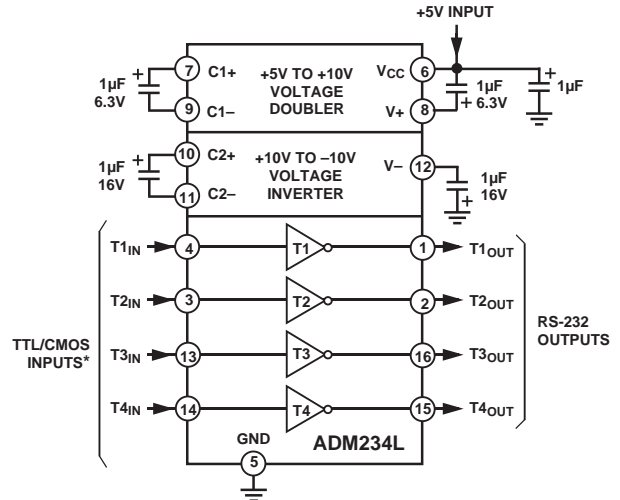 +5V INPUT
1µF
6.3V
+
7
C1+
9
C1–
+5V TO +10V
VOLTAGE
DOUBLER
VCC
6
V+
8
+
1µF
6.3V
+
1µF
1µF
16V
+
10
C2+
11
C2–
+10V TO –10V
VOLTAGE
INVERTER
V–
12
1µF
16V
+
T1IN
4
T1
1
T1OUT
T2IN
3
T2
2
T2OUT
TTL/CMOS
INPUTS*
T3IN
13
T3
16
T3OUT
RS-232
OUTPUTS
T4IN
14
T4
15
T4OUT
GND
5
ADM234L